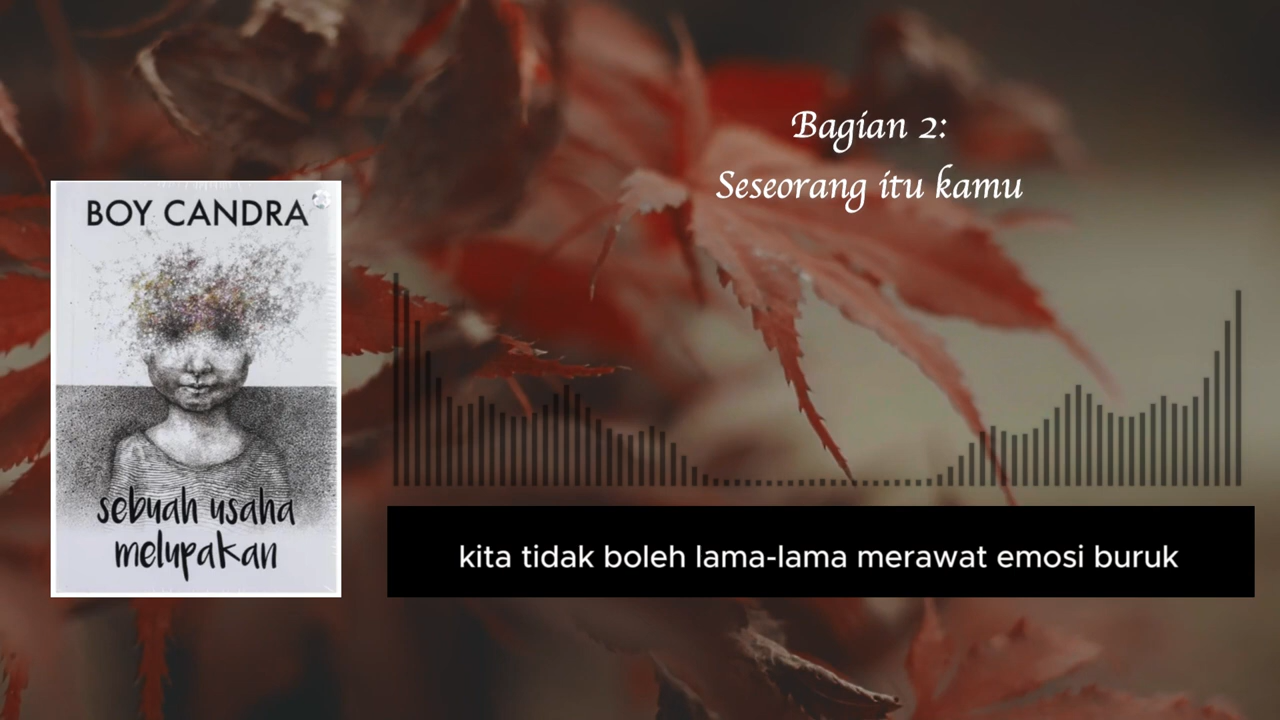 BOY CANDRA
sebuah usaha
melupakan
Bagian 2:
Seseorang itu kamu
kita tidak boleh lama-lama merawat emosi buruk